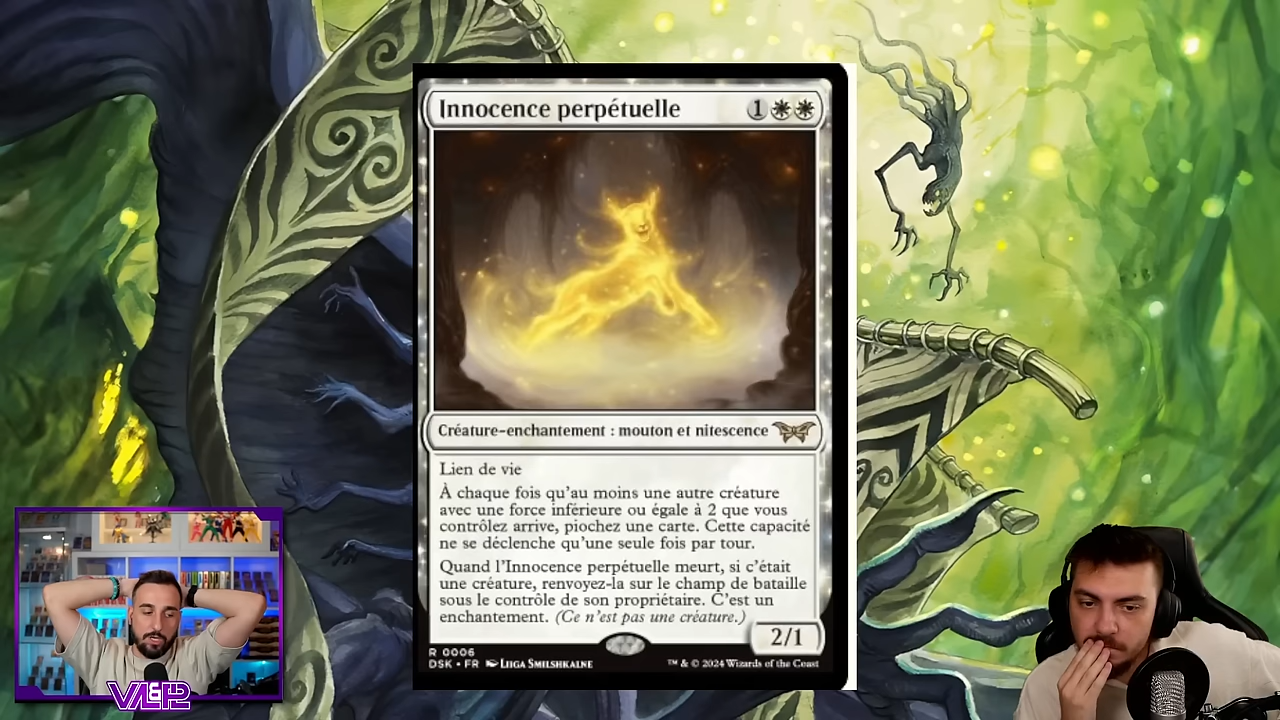 Innocence perpétuelle 1
Créature-enchantement : mouton et nitescence
Lien de vie
À chaque fois qu'au moins une autre créature
avec une force inférieure ou égale à 2 que vous
contrôlez arrive, piochez une carte. Cette capacité
ne se déclenche qu'une seule fois par tour.
Quand l'Innocence perpétuelle meurt, si c'était
une créature, renvoyez-la sur le champ de bataille
sous le contrôle de son propriétaire. C'est un
enchantement. (Ce n'est pas une créature.)
2/1
R 0006
DSK • FR Liiga Smilshkalne
™ & © 2024 Wizards of the Coast